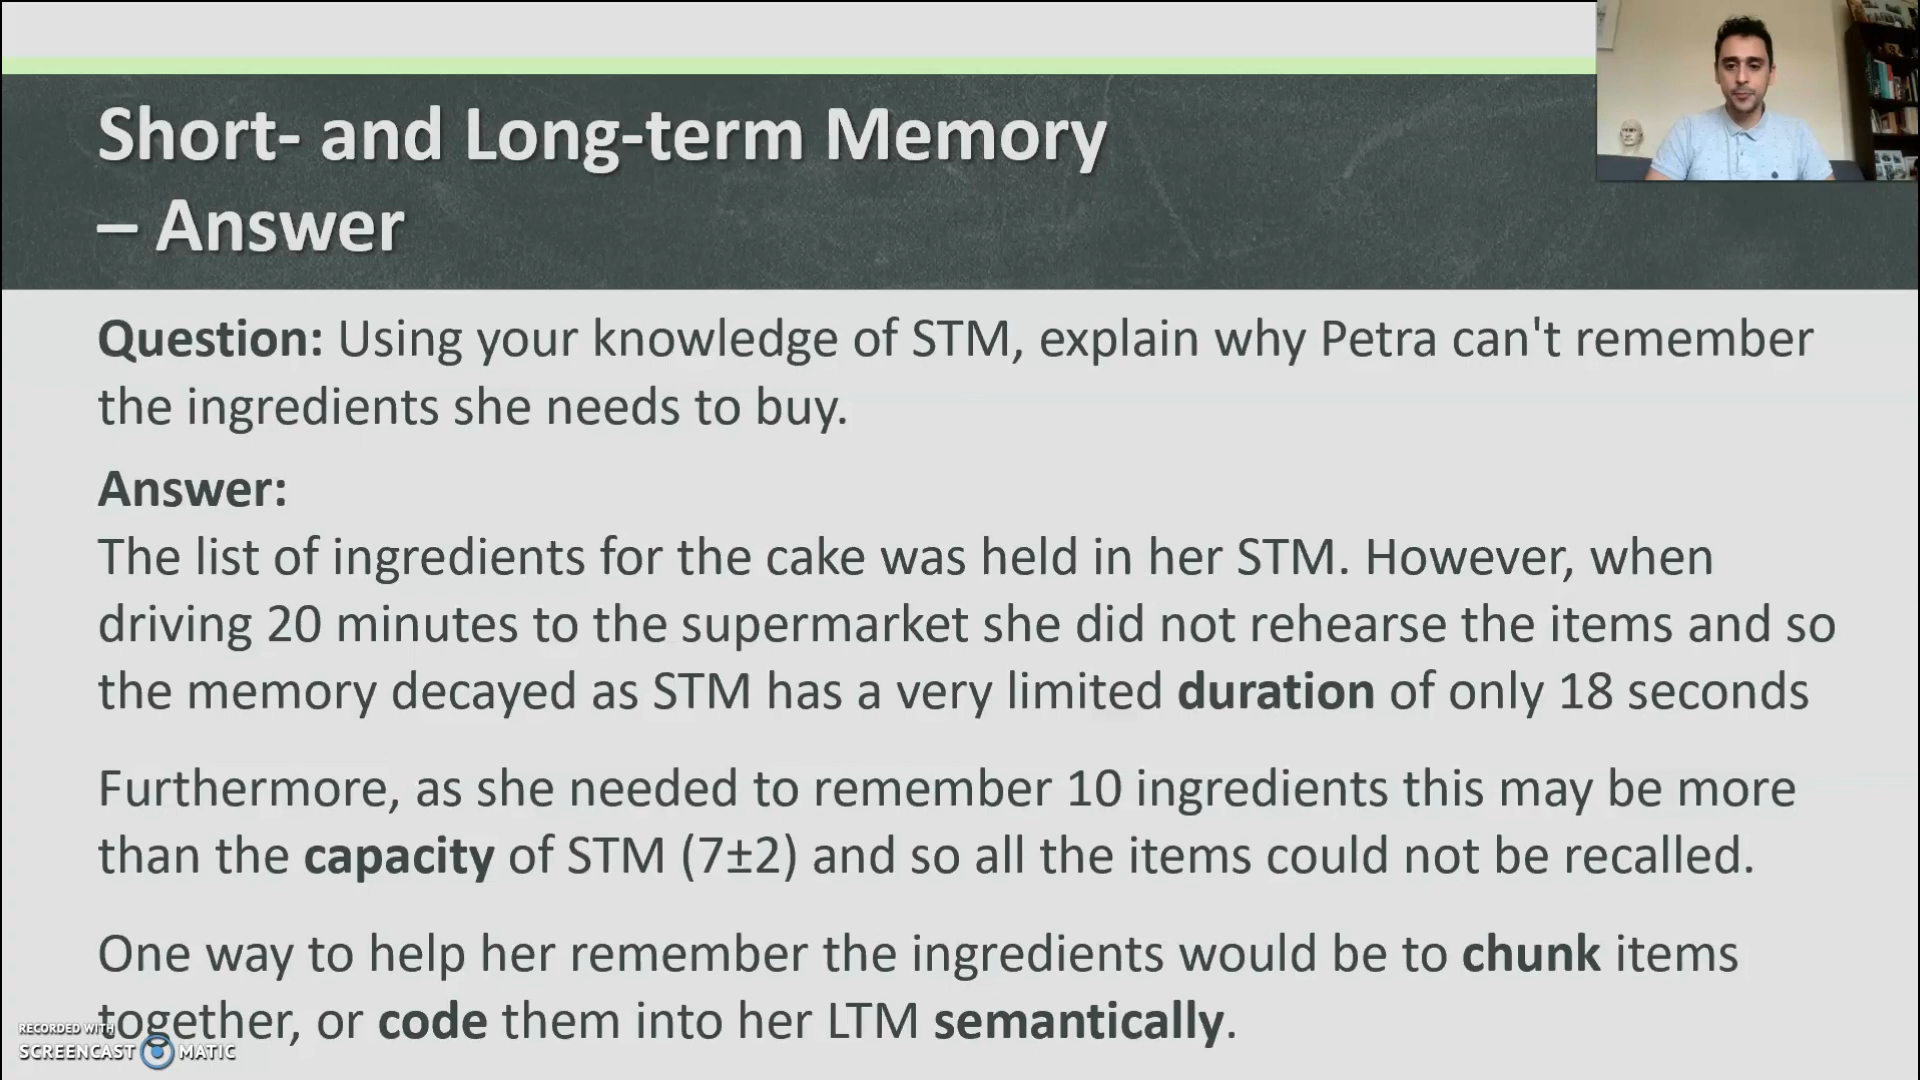 Short- and Long-term Memory
– Answer
Question: Using your knowledge of STM, explain why Petra can't remember
the ingredients she needs to buy.
Answer:
The list of ingredients for the cake was held in her STM. However, when
driving 20 minutes to the supermarket she did not rehearse the items and so
the memory decayed as STM has a very limited duration of only 18 seconds
Furthermore, as she needed to remember 10 ingredients this may be more
than the capacity of STM (7±2) and so all the items could not be recalled.
One way to help her remember the ingredients would be to chunk items
together, or code them into her LTM semantically.
RECORDED WITH
SCREENCAST MATIC